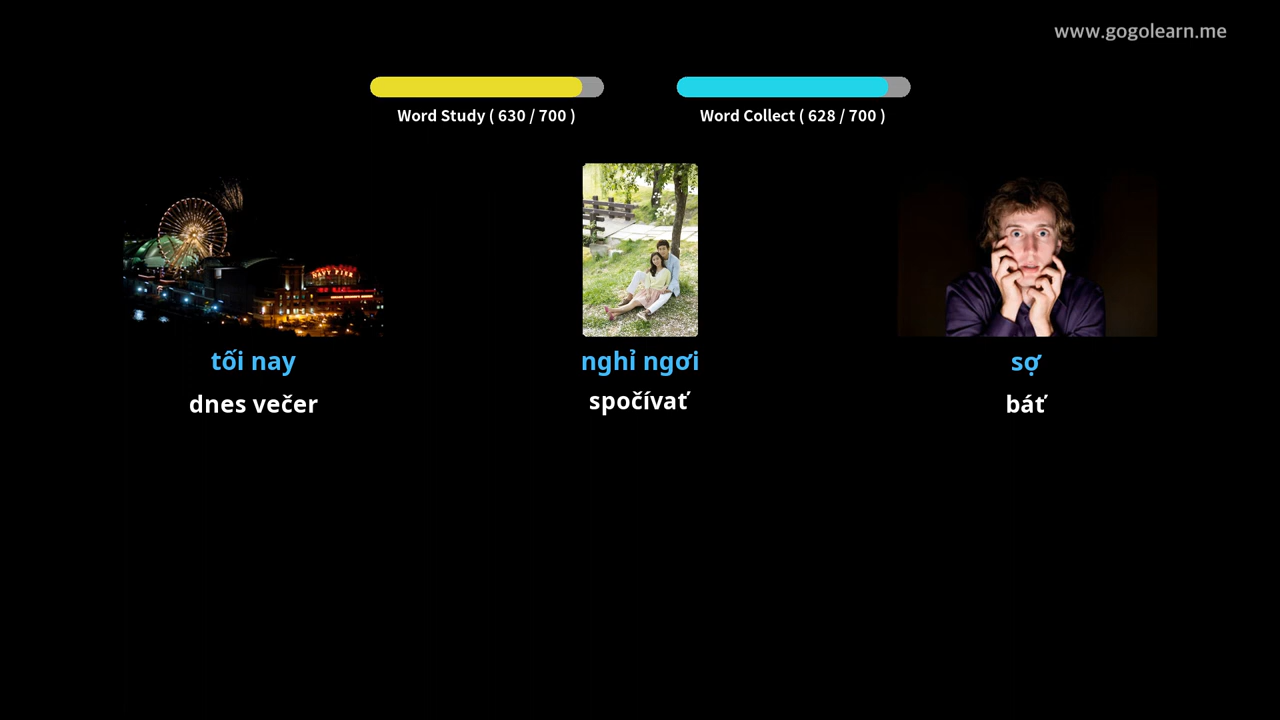 www.gogolearn.me
Word Study ( 630 / 700 )
Word Collect ( 628 / 700 )
tối nay
nghỉ ngơi
sợ
dnes večer
spočívať
báť